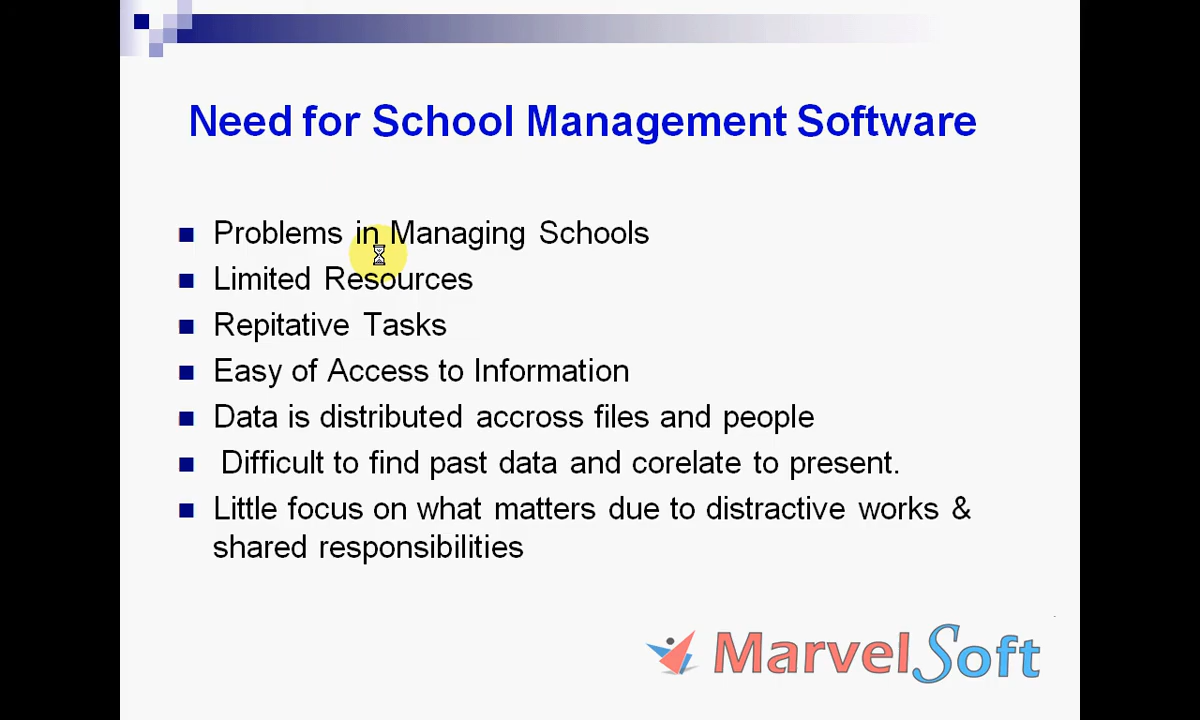 Need for School Management Software
Problems in Managing Schools
Limited Resources
Repitative Tasks
Easy of Access to Information
Data is distributed accross files and people
Difficult to find past data and corelate to present.
Little focus on what matters due to distractive works &
shared responsibilities
MarvelSoft